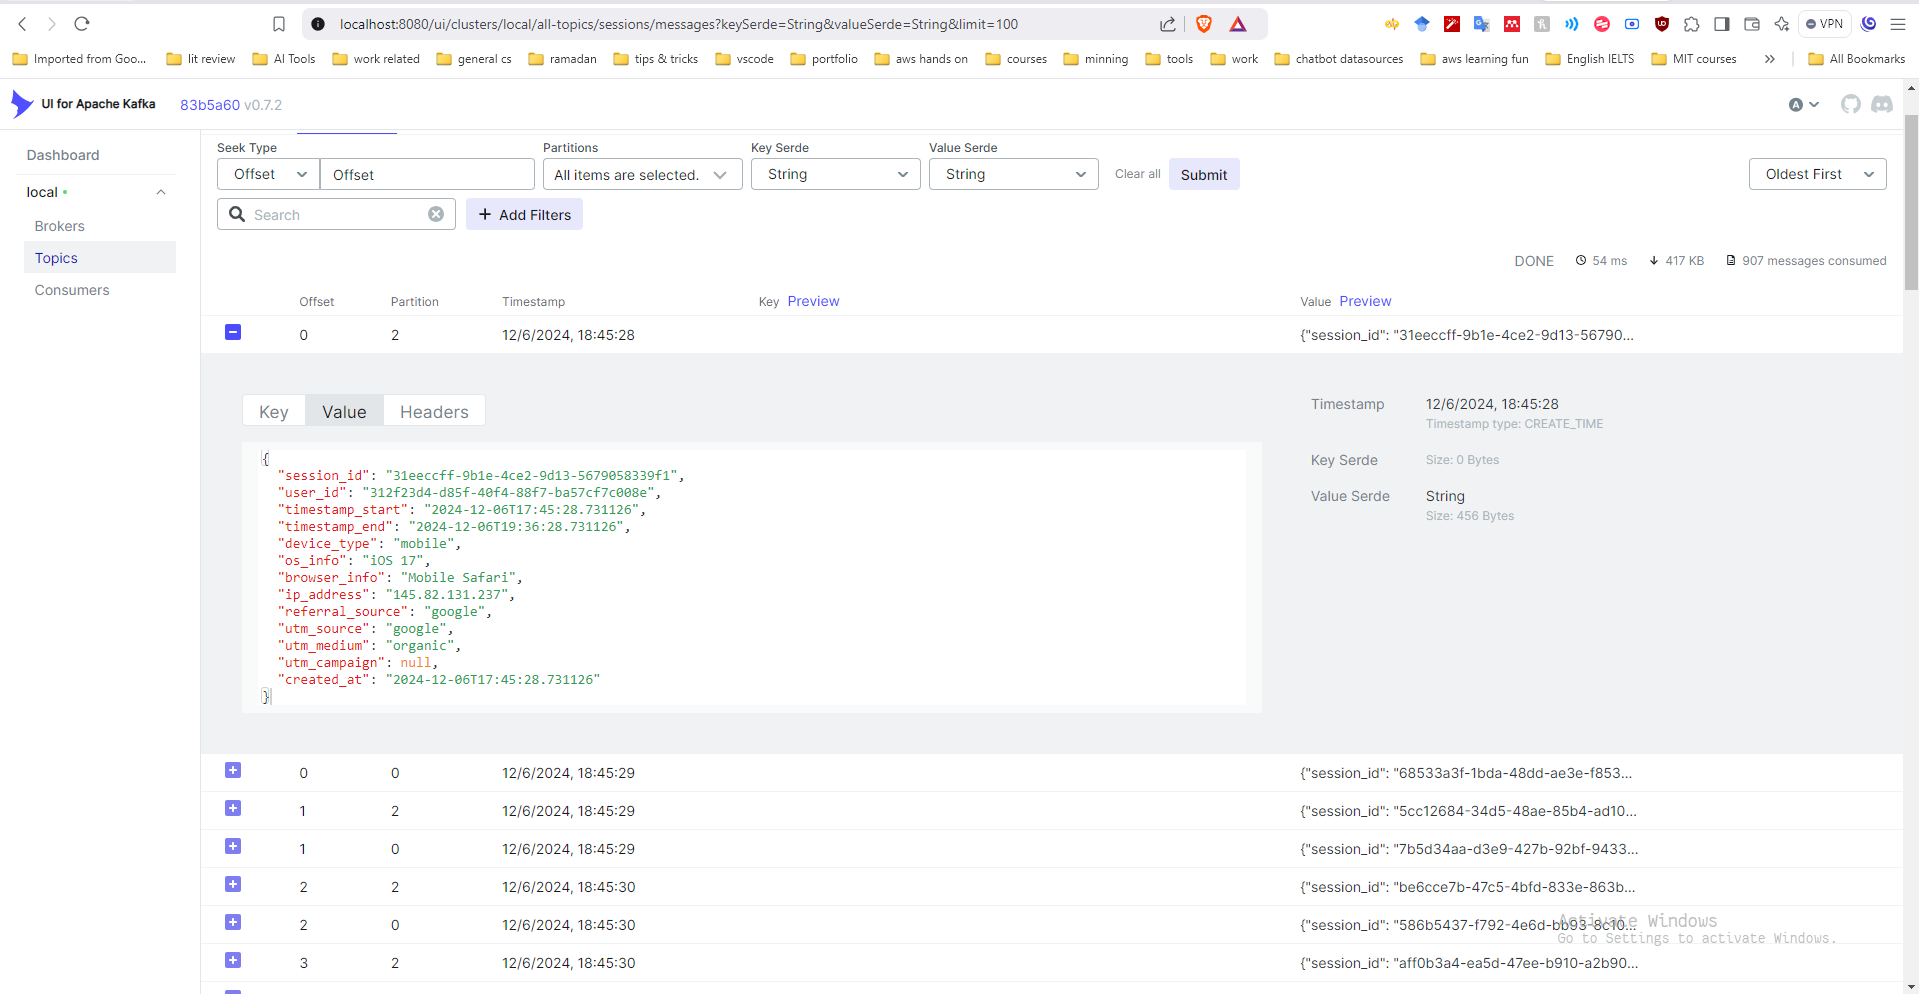 localhost:8080/ui/clusters/local/all-topics/sessions/messages?keySerde=String&valueSerde=String&limit=100
VPN
Imported from Goo... lit review AI Tools work related general cs ramadan tips & tricks vscode portfolio aws hands on courses minning tools work chatbot datasources aws learning fun English IELTS MIT courses All Bookmarks
UI for Apache Kafka 83b5a60 v0.7.2 A
Dashboard
local
Brokers
Topics
Consumers
Seek Type Partitions Key Serde Value Serde
Offset Offset All items are selected. String String Clear all Submit Oldest First
Search + Add Filters
DONE 54 ms 417 KB 907 messages consumed
Offset Partition Timestamp Key Preview Value Preview
0 2 12/6/2024, 18:45:28 {"session_id": "31eeccff-9b1e-4ce2-9d13-56790...
Key Value Headers
{
"session_id": "31eeccff-9b1e-4ce2-9d13-5679058339f1",
"user_id": "312f23d4-d85f-40f4-88f7-ba57cf7c008e",
"timestamp_start": "2024-12-06T17:45:28.731126",
"timestamp_end": "2024-12-06T19:36:28.731126",
"device_type": "mobile",
"os_info": "iOS 17",
"browser_info": "Mobile Safari",
"ip_address": "145.82.131.237",
"referral_source": "google",
"utm_source": "google",
"utm_medium": "organic",
"utm_campaign": null,
"created_at": "2024-12-06T17:45:28.731126"
}
Timestamp 12/6/2024, 18:45:28
Timestamp type: CREATE_TIME
Key Serde Size: 0 Bytes
Value Serde String
Size: 456 Bytes
0 0 12/6/2024, 18:45:29 {"session_id": "68533a3f-1bda-48dd-ae3e-f853...
1 2 12/6/2024, 18:45:29 {"session_id": "5cc12684-34d5-48ae-85b4-ad10...
1 0 12/6/2024, 18:45:29 {"session_id": "7b5d34aa-d3e9-427b-92bf-9433...
2 2 12/6/2024, 18:45:30 {"session_id": "be6cce7b-47c5-4bfd-833e-863b...
2 0 12/6/2024, 18:45:30 {"session_id": "586b5437-f792-4e6d-bb93-8c10...
3 2 12/6/2024, 18:45:30 {"session_id": "aff0b3a4-ea5d-47ee-b910-a2b90...
Activate Windows
Go to Settings to activate Windows.